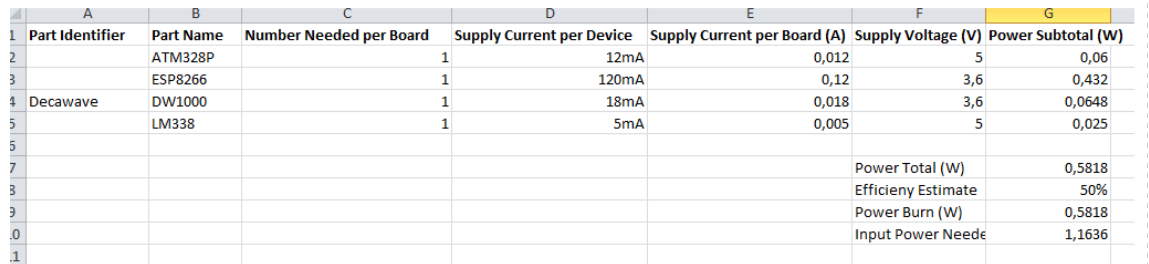 A B C D E F G
1 Part Identifier Part Name Number Needed per Board Supply Current per Device Supply Current per Board (A) Supply Voltage (V) Power Subtotal (W)
2 ATM328P 1 12mA 0,012 5 0,06
3 ESP8266 1 120mA 0,12 3,6 0,432
4 Decawave DW1000 1 18mA 0,018 3,6 0,0648
5 LM338 1 5mA 0,005 5 0,025
6
7 Power Total (W) 0,5818
8 Efficieny Estimate 50%
9 Power Burn (W) 0,5818
10 Input Power Neede 1,1636
11